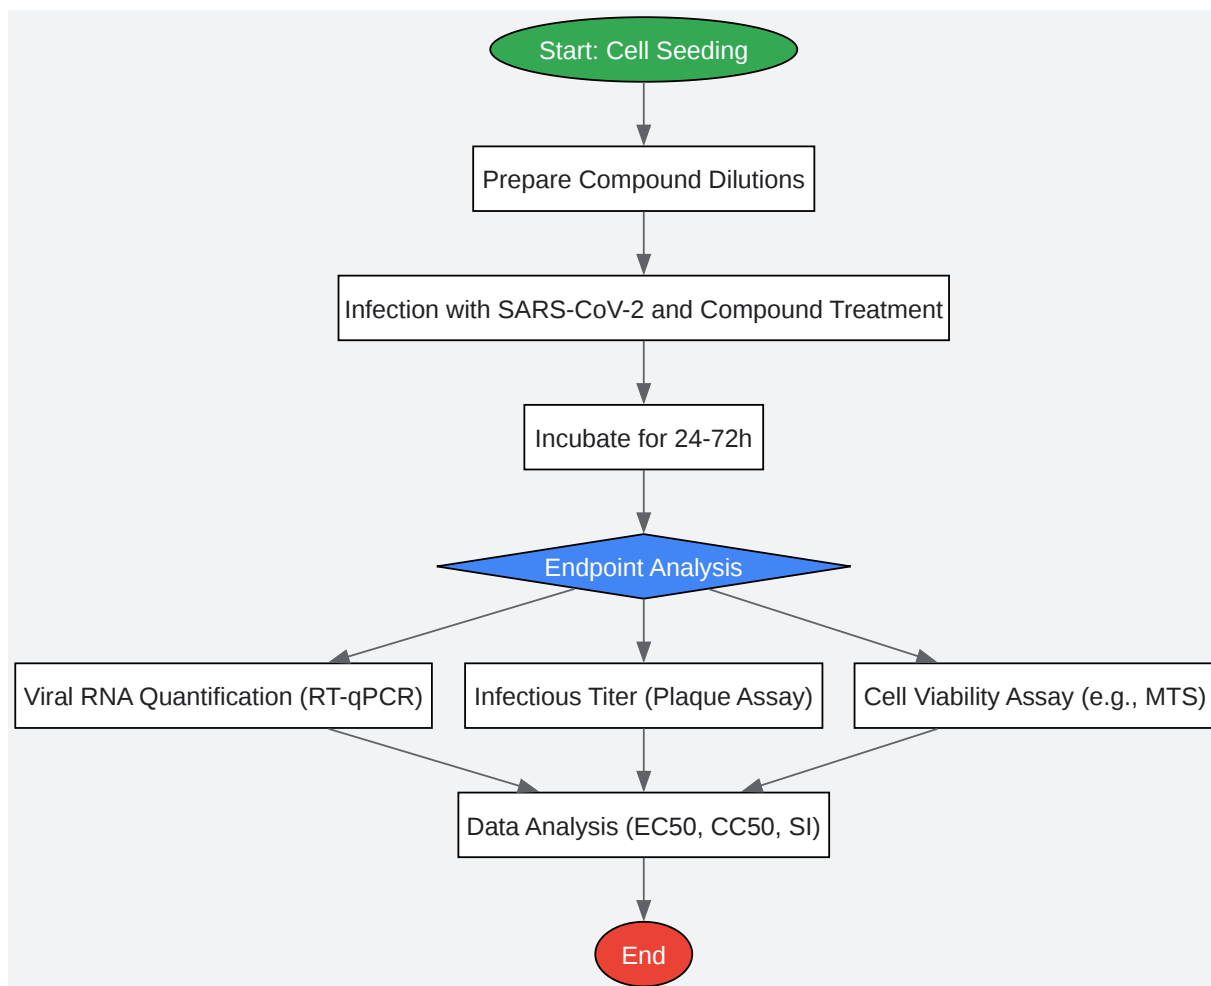 Start: Cell Seeding
Prepare Compound Dilutions
Infection with SARS-CoV-2 and Compound Treatment
Incubate for 24-72h
Endpoint Analysis
Viral RNA Quantification (RT-qPCR)
Infectious Titer (Plaque Assay)
Cell Viability Assay (e.g., MTS)
Data Analysis (EC50, CC50, SI)
End